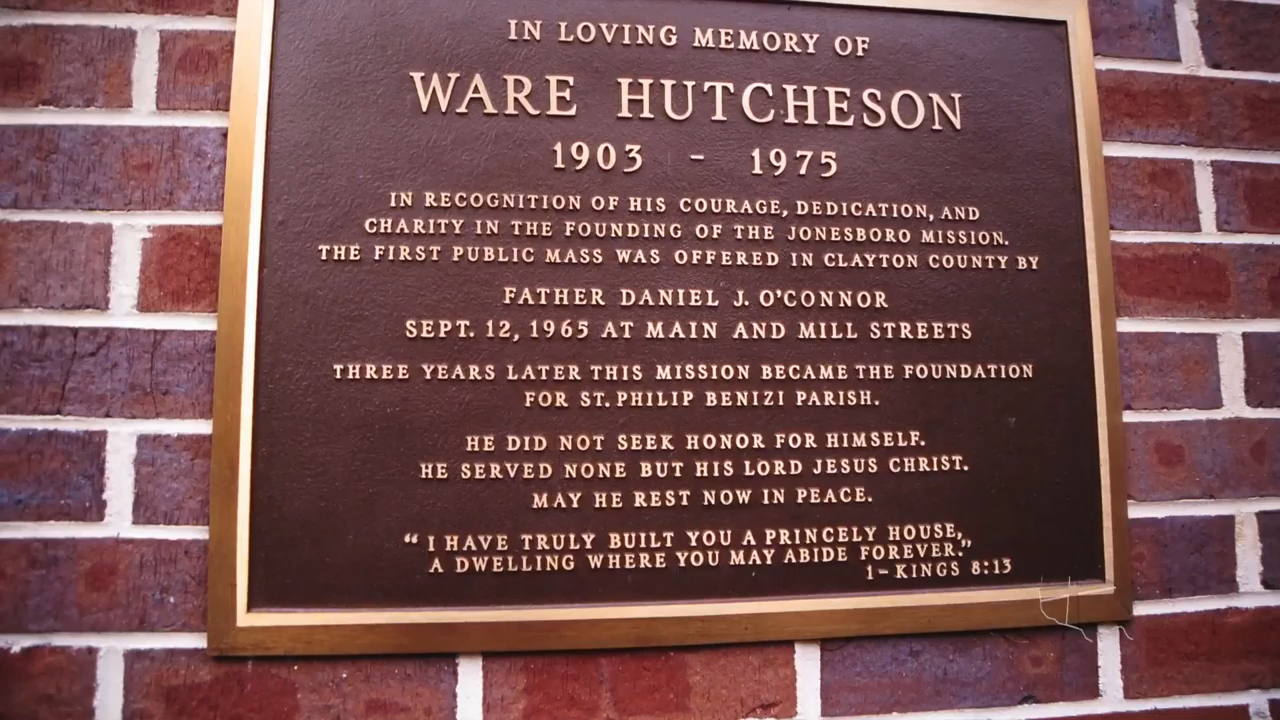 IN LOVING MEMORY OF
WARE HUTCHESON
1903 - 1975
IN RECOGNITION OF HIS COURAGE, DEDICATION, AND
CHARITY IN THE FOUNDING OF THE JONESBORO MISSION.
THE FIRST PUBLIC MASS WAS OFFERED IN CLAYTON COUNTY BY
FATHER DANIEL J. O'CONNOR
SEPT. 12, 1965 AT MAIN AND MILL STREETS
THREE YEARS LATER THIS MISSION BECAME THE FOUNDATION
FOR ST. PHILIP BENIZI PARISH.
HE DID NOT SEEK HONOR FOR HIMSELF.
HE SERVED NONE BUT HIS LORD JESUS CHRIST.
MAY HE REST NOW IN PEACE.
“ I HAVE TRULY BUILT YOU A PRINCELY HOUSE,
A DWELLING WHERE YOU MAY ABIDE FOREVER.”
1-KINGS 8:13